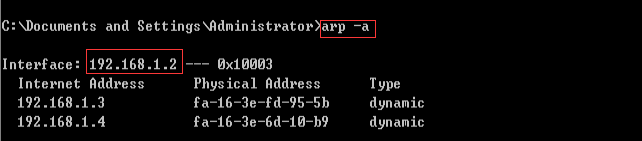 C:\Documents and Settings\Administrator>arp -a
Interface: 192.168.1.2 --- 0x10003
Internet Address Physical Address Type
192.168.1.3 fa-16-3e-fd-95-5b dynamic
192.168.1.4 fa-16-3e-6d-10-b9 dynamic